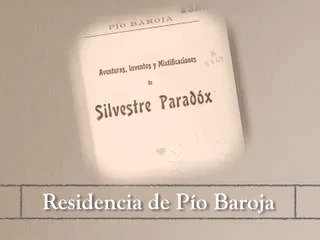 PÍO BAROJA
Aventuras, Inventos y Mixtificaciones
de
Silvestre Paradóx
Residencia de Pío Baroja